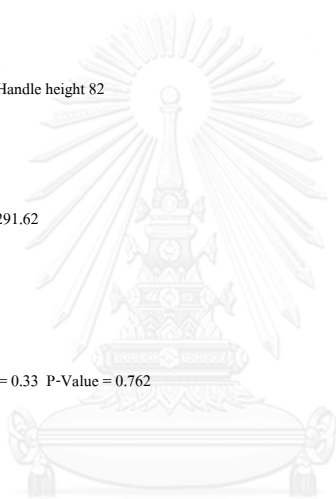 Handle height 82
291.62
= 0.33 P-Value = 0.762